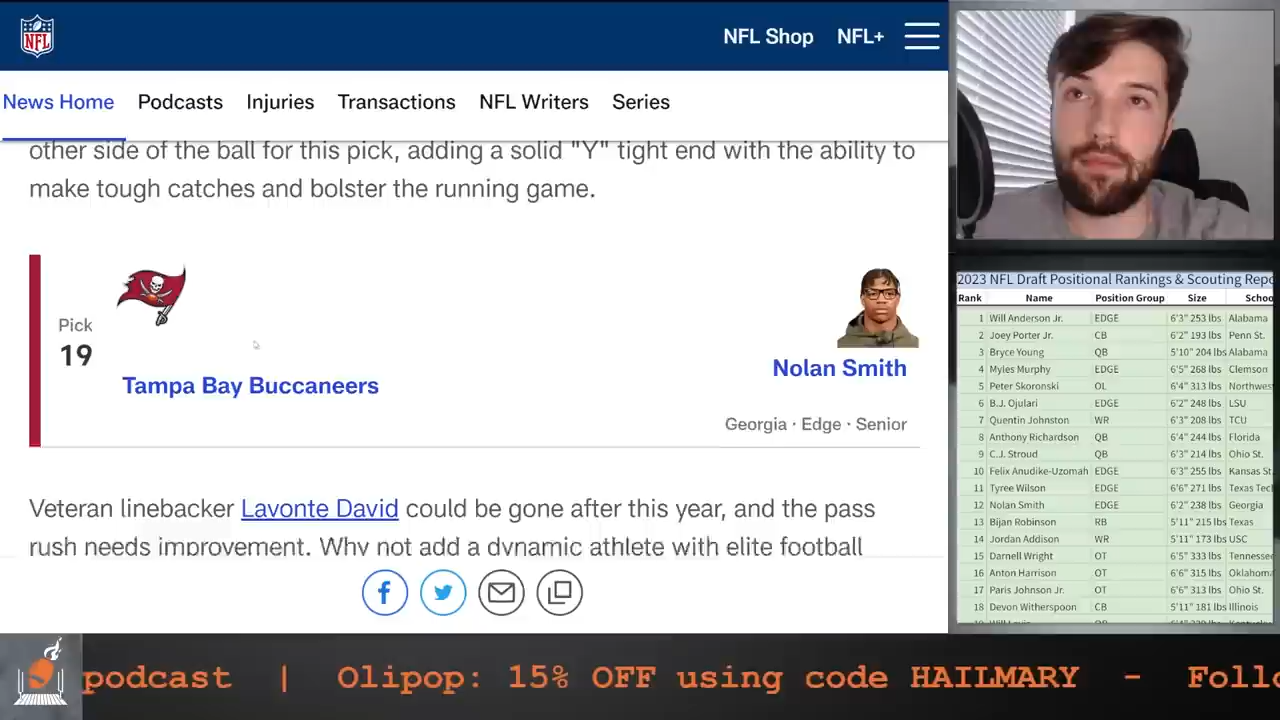 NFL
NFL Shop
NFL+
News Home
Podcasts
Injuries
Transactions
NFL Writers
Series
other side of the ball for this pick, adding a solid "Y" tight end with the ability to
make tough catches and bolster the running game.
Pick
19
Tampa Bay Buccaneers
Nolan Smith
Georgia · Edge · Senior
Veteran linebacker Lavonte David could be gone after this year, and the pass
rush needs improvement. Why not add a dynamic athlete with elite football
2023 NFL Draft Positional Rankings & Scouting Repo
Rank Name Position Group Size Schoo
1 Will Anderson Jr. EDGE 6'3" 253 lbs Alabama
2 Joey Porter Jr. CB 6'2" 193 lbs Penn St.
3 Bryce Young QB 5'10" 204 lbs Alabama
4 Myles Murphy EDGE 6'5" 268 lbs Clemson
5 Peter Skoronski OL 6'4" 313 lbs Northwes
6 B.J. Ojulari EDGE 6'2" 248 lbs LSU
7 Quentin Johnston WR 6'3" 208 lbs TCU
8 Anthony Richardson QB 6'4" 244 lbs Florida
9 C.J. Stroud QB 6'3" 214 lbs Ohio St.
10 Felix Anudike-Uzomah EDGE 6'3" 255 lbs Kansas St
11 Tyree Wilson EDGE 6'6" 271 lbs Texas Tec
12 Nolan Smith EDGE 6'2" 238 lbs Georgia
13 Bijan Robinson RB 5'11" 215 lbs Texas
14 Jordan Addison WR 5'11" 173 lbs USC
15 Darnell Wright OT 6'5" 333 lbs Tennesse
16 Anton Harrison OT 6'6" 315 lbs Oklahom
17 Paris Johnson Jr. OT 6'6" 313 lbs Ohio St.
18 Devon Witherspoon CB 5'11" 181 lbs Illinois
podcast | Olipop: 15% OFF using code HAILMARY - Follo